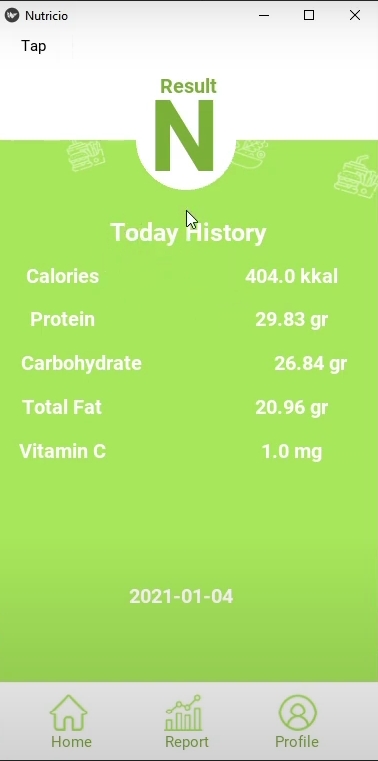 Nutricio
Tap
Result
N
Today History
Calories 404.0 kkal
Protein 29.83 gr
Carbohydrate 26.84 gr
Total Fat 20.96 gr
Vitamin C 1.0 mg
2021-01-04
Home Report Profile